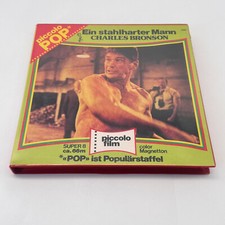 piccolo
POP
Ein stahlharter Mann
CHARLES BRONSON
SUPER 8
ca. 66m
piccolo
film
color
Magnetton
"»POP« ist Populärstaffel